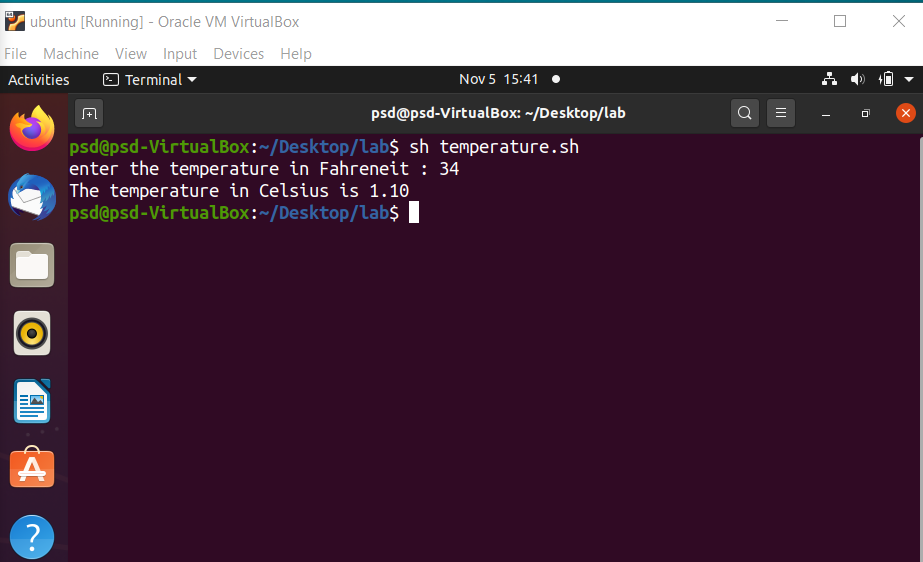 ubuntu [Running] - Oracle VM VirtualBox
File Machine View Input Devices Help
Activities Terminal Nov 5 15:41
psd@psd-VirtualBox: ~/Desktop/lab
psd@psd-VirtualBox:~/Desktop/lab$ sh temperature.sh
enter the temperature in Fahreneit : 34
The temperature in Celsius is 1.10
psd@psd-VirtualBox:~/Desktop/lab$